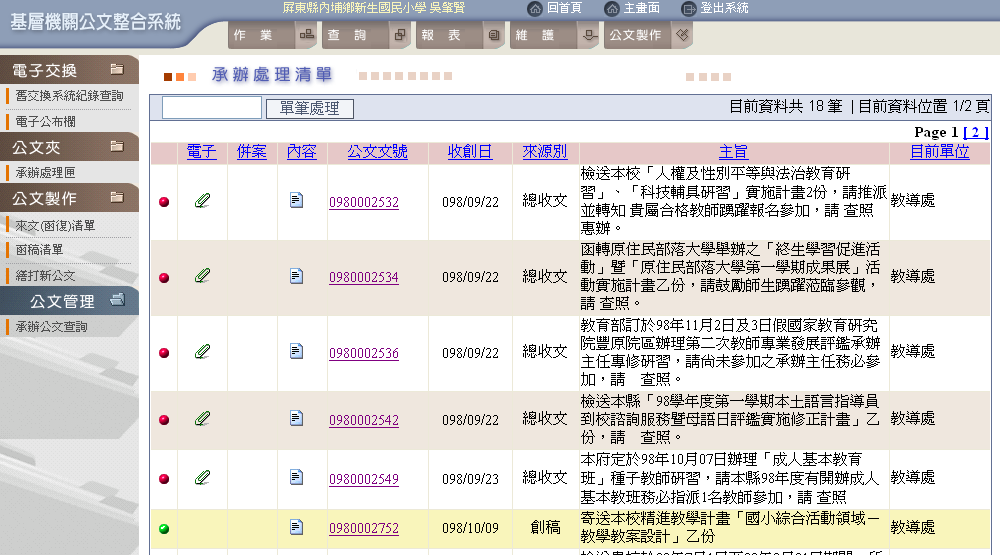 基層機關公文整合系統
屏東縣內埔鄉新生國民小學 吳肇賢
回首頁
主畫面
登出系統
作 業
查 詢
報 表
維 護
公文製作
電子交換
舊交換系統紀錄查詢
電子公布欄
公文夾
承辦處理匣
公文製作
來文(函復)清單
函稿清單
繕打新公文
公文管理
承辦公文查詢
承辦處理清單
單筆處理
目前資料共 18 筆 | 目前資料位置 1/2 頁
Page 1 [ 2 ]
電子 併案 內容 公文文號 收創日 來源別 主旨 目前單位
0980002532 098/09/22 總收文
檢送本校「人權及性別平等與法治教育研
習」、「科技輔具研習」實施計畫2份，請推派
並轉知 貴屬合格教師踴躍報名參加，請 查照
惠辦。
教導處
0980002534 098/09/22 總收文
函轉原住民部落大學舉辦之「終生學習促進活
動」暨「原住民部落大學第一學期成果展」活
動實施計畫乙份，請鼓勵師生踴躍蒞臨參觀，
請 查照。
教導處
0980002536 098/09/22 總收文
教育部訂於98年11月2日及3日假國家教育研究
院豐原院區辦理第二次教師專業發展評鑑承辦
主任專修研習，請尚未參加之承辦主任務必參
加，請　查照。
教導處
0980002542 098/09/22 總收文
檢送本縣「98學年度第一學期本土語言指導員
到校諮詢服務暨母語日評鑑實施修正計畫」乙
份，請　查照。
教導處
0980002549 098/09/23 總收文
本府定於98年10月07日辦理「成人基本教育
班」種子教師研習，請本縣98年度有開辦成人
基本教班務必指派1名教師參加，請 查照
教導處
0980002752 098/10/09 創稿
寄送本校精進教學計畫「國小綜合活動領域－
教學教案設計」乙份
教導處